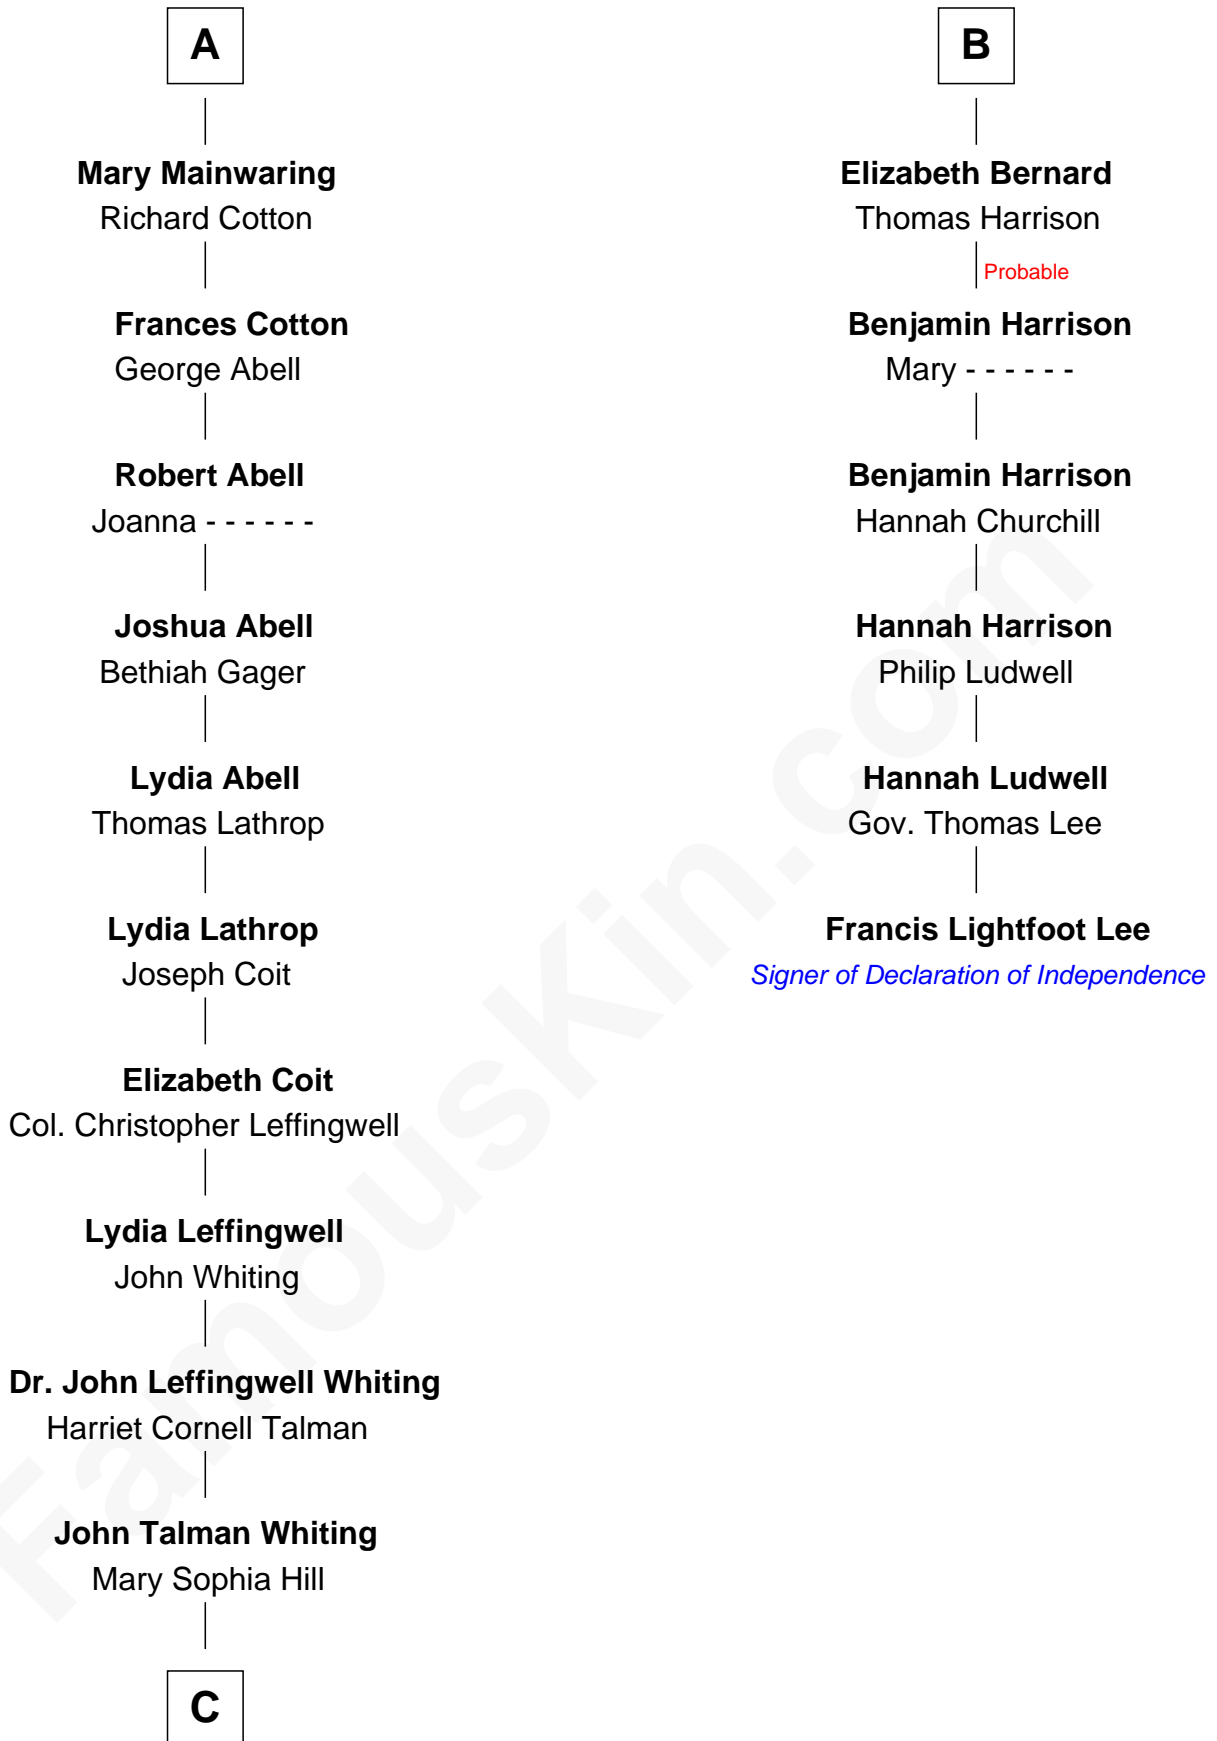 A
Mary Mainwaring
Richard Cotton
Frances Cotton
George Abell
Robert Abell
Joanna - - - - - -
Joshua Abell
Bethiah Gager
Lydia Abell
Thomas Lathrop
Lydia Lathrop
Joseph Coit
Elizabeth Coit
Col. Christopher Leffingwell
Lydia Leffingwell
John Whiting
Dr. John Leffingwell Whiting
Harriet Cornell Talman
John Talman Whiting
Mary Sophia Hill
C
B
Elizabeth Bernard
Thomas Harrison
Probable
Benjamin Harrison
Mary - - - - - -
Benjamin Harrison
Hannah Churchill
Hannah Harrison
Philip Ludwell
Hannah Ludwell
Gov. Thomas Lee
Francis Lightfoot Lee
Signer of Declaration of Independence
FamousKin.com